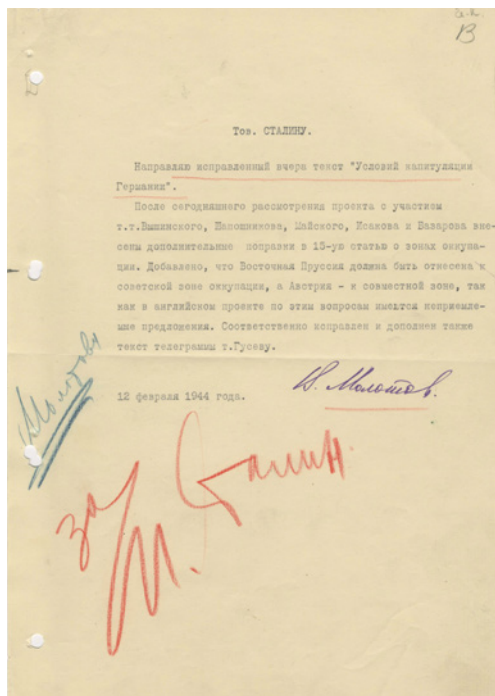 13
Тов. СТАЛИНУ.
Направляю исправленный вчера текст "Условий капитуляции
Германии".
После сегодняшнего рассмотрения проекта с участием
т.т.Вышинского, Шапошникова, Майского, Исакова и Базарова вне-
сены дополнительные поправки в 15-ую статью о зонах оккупа-
ции. Добавлено, что Восточная Пруссия должна быть отнесена к
советской зоне оккупации, а Австрия - к совместной зоне, так
как в английском проекте по этим вопросам имеются неприемле-
мые предложения. Соответственно исправлен и дополнен также
текст телеграммы т.Гусеву.
В. Молотов.
12 февраля 1944 года.
Молотову
за
И. Сталин